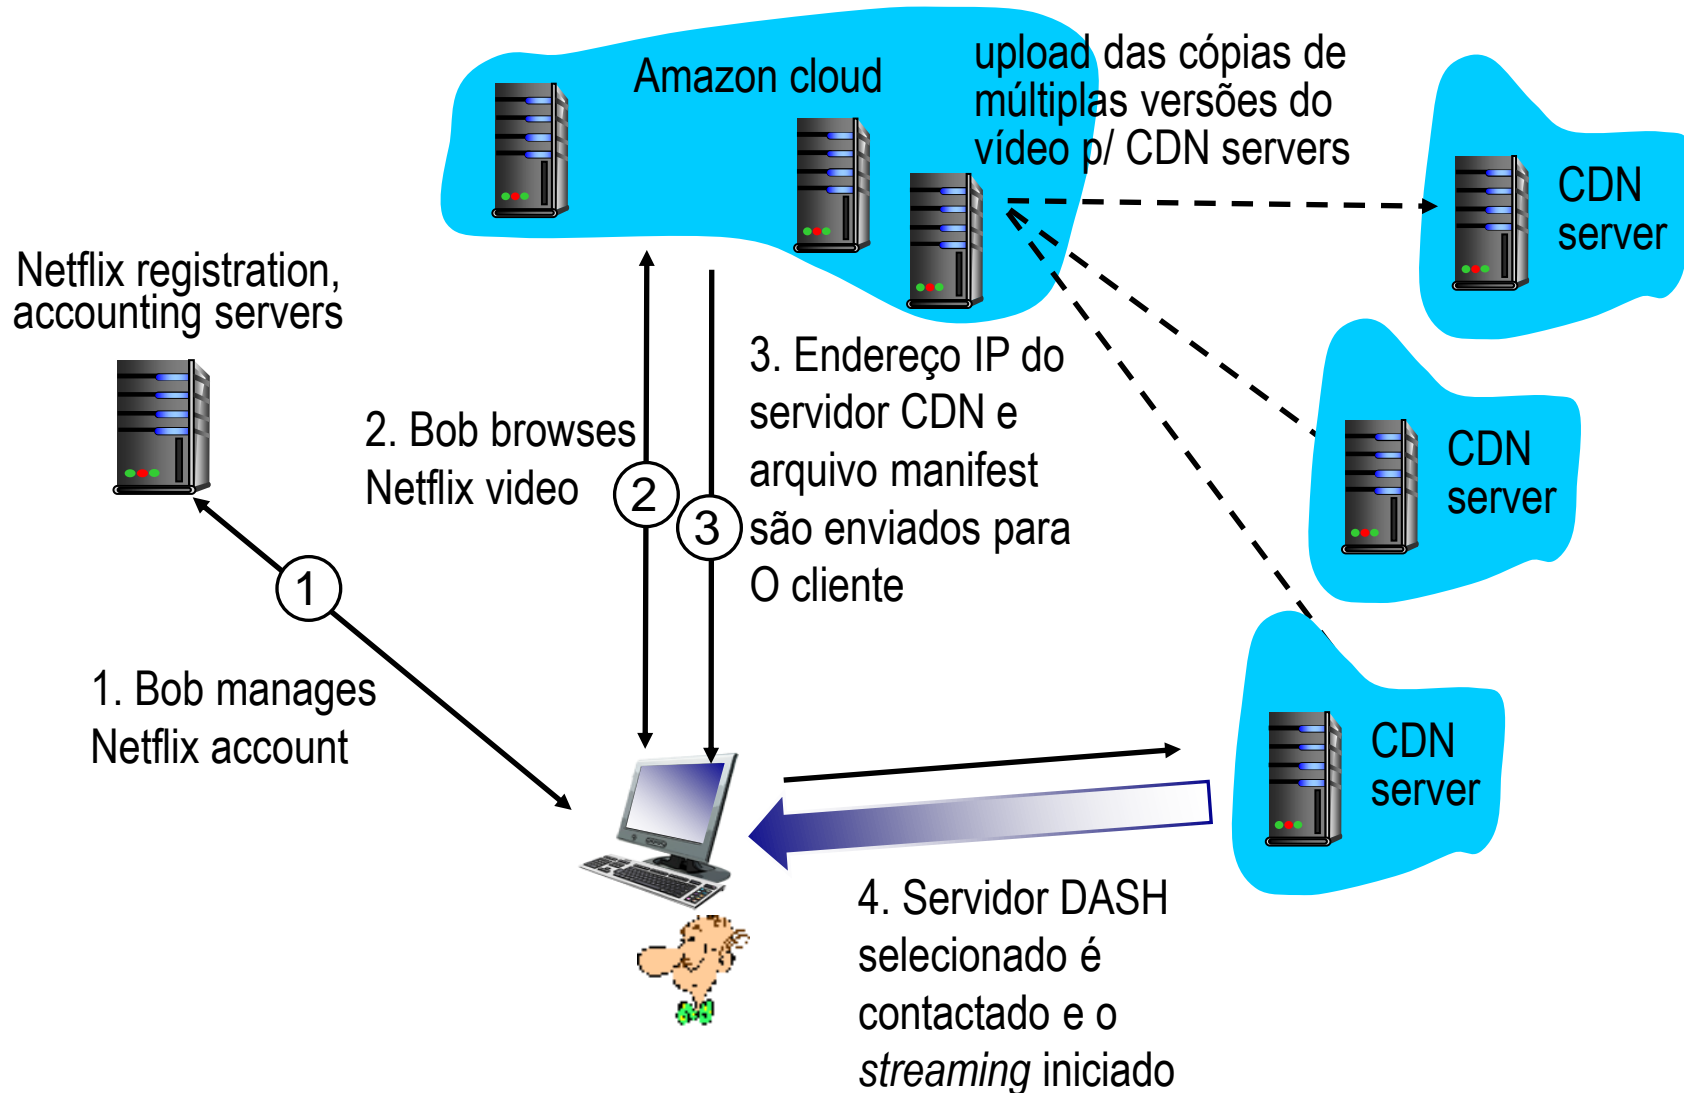 Amazon cloud
upload das cópias de
múltiplas versões do
vídeo p/ CDN servers
CDN
server
Netflix registration,
accounting servers
3. Endereço IP do
servidor CDN e
arquivo manifest
são enviados para
O cliente
2. Bob browses
Netflix video
2
3
CDN
server
1
1. Bob manages
Netflix account
CDN
server
4. Servidor DASH
selecionado é
contactado e o
streaming iniciado